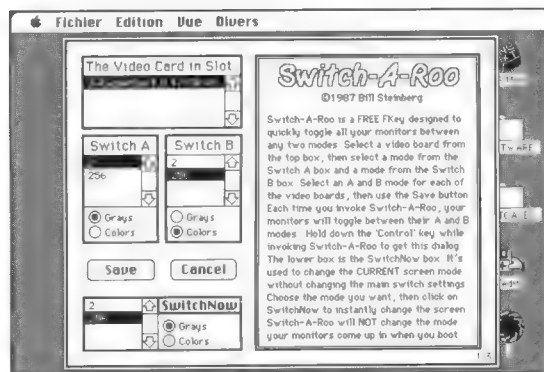 Fichier Edition Vue Divers
The Video Card in Slot
Switch A
256
Grays
Colors
Switch B
2
256
Grays
Colors
Save
Cancel
2
256
SwitchNow
Grays
Colors
Switch-A-Roo
©1987 Bill Steinberg
Switch-A-Roo is a FREE FKey designed to
quickly toggle all your monitors between
any two modes. Select a video board from
the top box, then select a mode from the
Switch A box and a mode from the Switch
B box. Select an A and B mode for each of
the video boards, then use the Save button
Each time you invoke Switch-A-Roo, your
monitors will toggle between their A and B
modes. Hold down the 'Control' key while
invoking Switch-A-Roo to get this dialog
The lower box is the SwitchNow box. It's
used to change the CURRENT screen mode
without changing the main switch settings
Choose the mode you want, then click on
SwitchNow to instantly change the screen
Switch-A-Roo will NOT change the mode
your monitors come up in when you boot